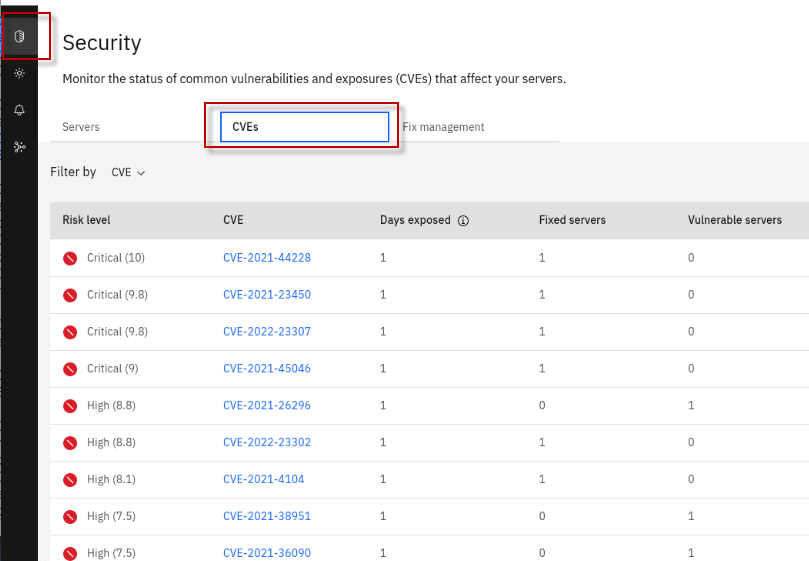 Security
Monitor the status of common vulnerabilities and exposures (CVEs) that affect your servers.
Servers CVEs Fix management
Filter by CVE
Risk level CVE Days exposed Fixed servers Vulnerable servers
Critical (10) CVE-2021-44228 1 1 0
Critical (9.8) CVE-2021-23450 1 1 0
Critical (9.8) CVE-2022-23307 1 1 0
Critical (9) CVE-2021-45046 1 1 0
High (8.8) CVE-2021-26296 1 0 1
High (8.8) CVE-2022-23302 1 1 0
High (8.1) CVE-2021-4104 1 1 0
High (7.5) CVE-2021-38951 1 0 1
High (7.5) CVE-2021-36090 1 0 1